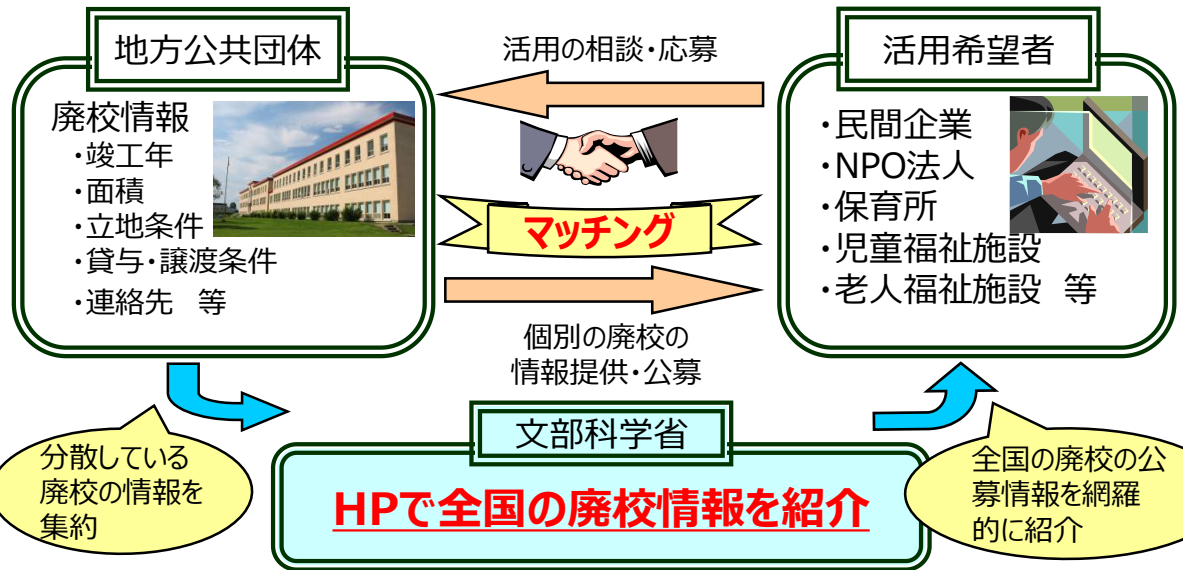 地方公共団体
廃校情報
・竣工年
・面積
・立地条件
・貸与・譲渡条件
・連絡先 等
活用の相談・応募
マッチング
個別の廃校の
情報提供・公募
活用希望者
・民間企業
・NPO法人
・保育所
・児童福祉施設
・老人福祉施設 等
分散している
廃校の情報を
集約
文部科学省
HPで全国の廃校情報を紹介
全国の廃校の公
募情報を網羅
的に紹介